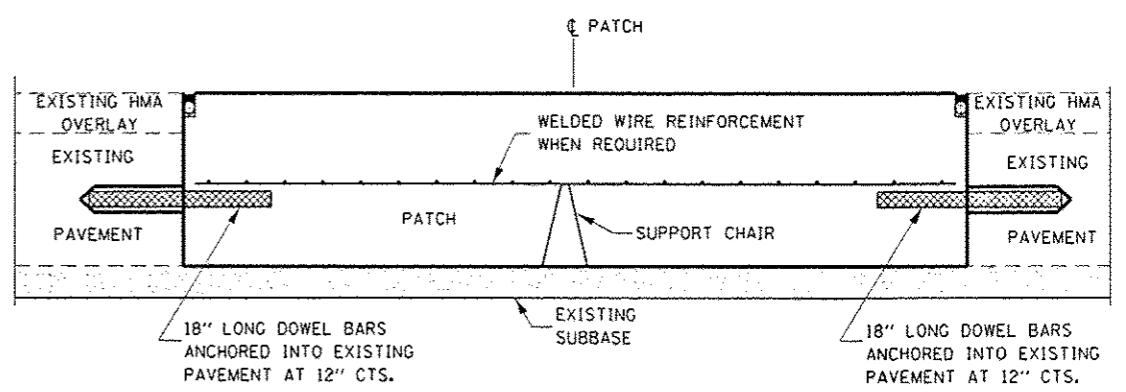 ℄ PATCH
EXISTING HMA
OVERLAY
EXISTING HMA
OVERLAY
WELDED WIRE REINFORCEMENT
WHEN REQUIRED
EXISTING
EXISTING
PATCH
SUPPORT CHAIR
PAVEMENT
PAVEMENT
18" LONG DOWEL BARS
ANCHORED INTO EXISTING
PAVEMENT AT 12" CTS.
EXISTING
SUBBASE
18" LONG DOWEL BARS
ANCHORED INTO EXISTING
PAVEMENT AT 12" CTS.